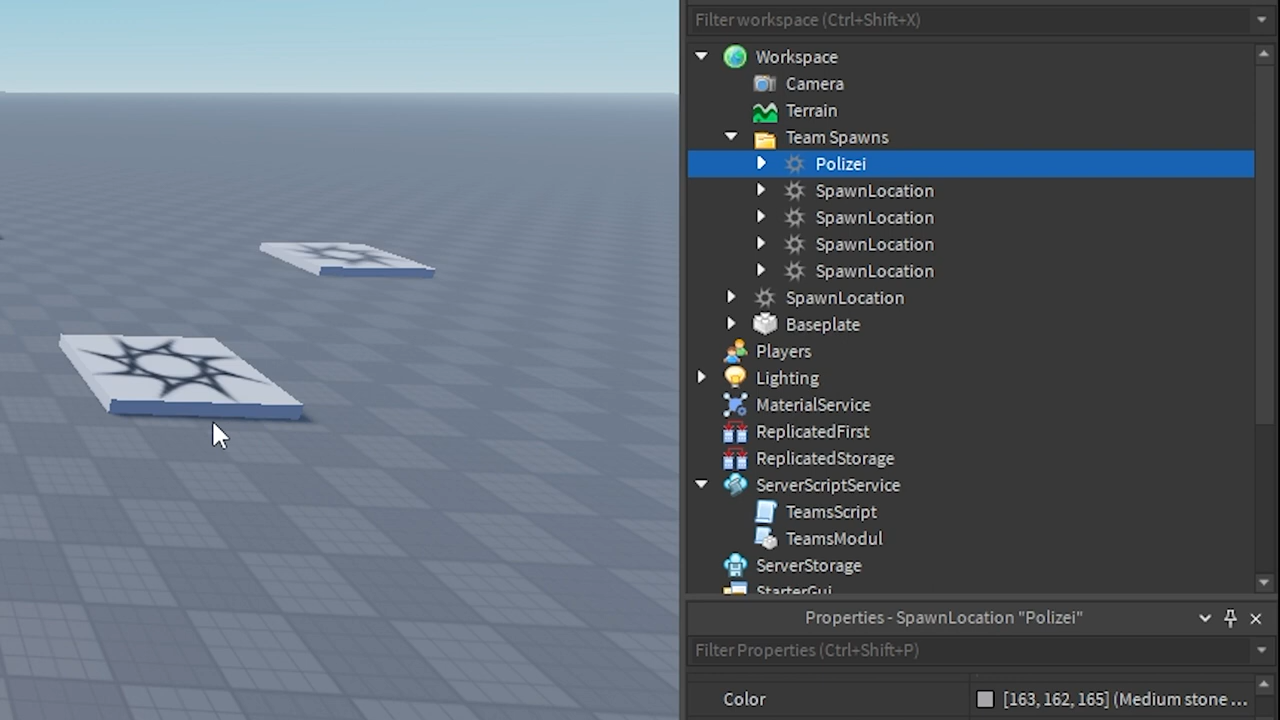 Filter workspace (Ctrl+Shift+X)
Workspace
Camera
Terrain
Team Spawns
Polizei
SpawnLocation
SpawnLocation
SpawnLocation
SpawnLocation
SpawnLocation
Baseplate
Players
Lighting
MaterialService
ReplicatedFirst
ReplicatedStorage
ServerScriptService
TeamsScript
TeamsModul
ServerStorage
StarterGui
Properties - SpawnLocation "Polizei"
Filter Properties (Ctrl+Shift+P)
Color [163, 162, 165] (Medium stone ...